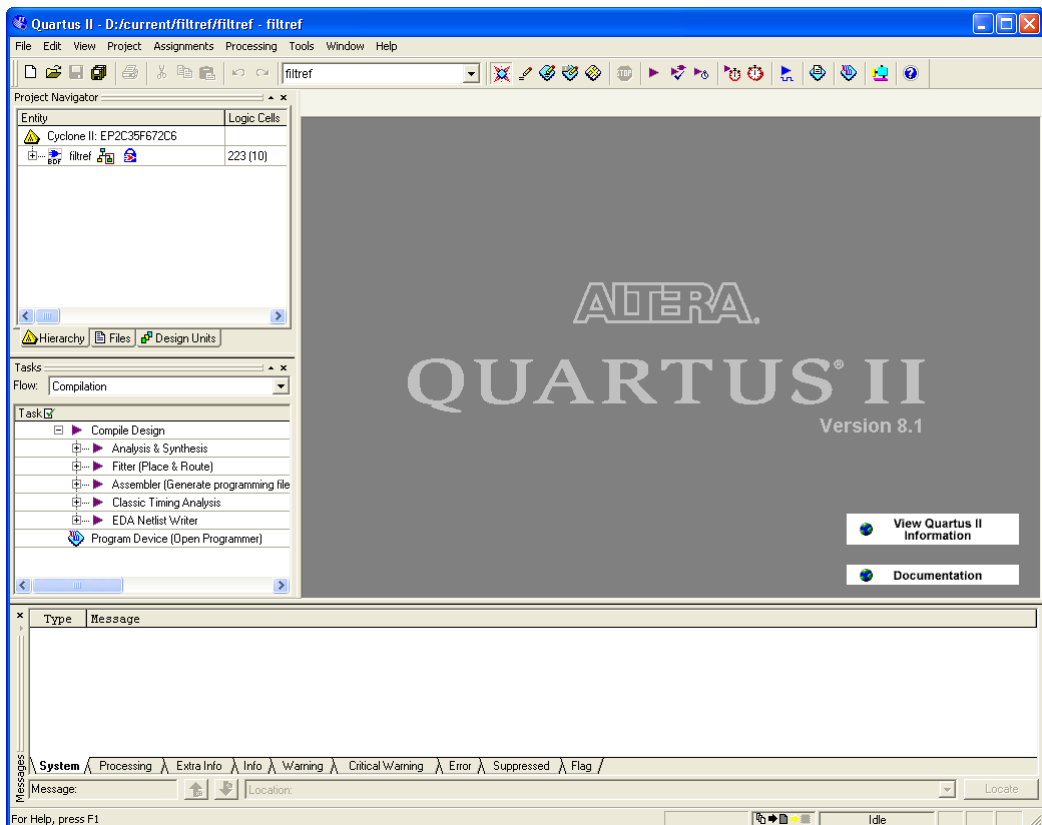 Quartus II - D:/current/filtref/filtref - filtref
File Edit View Project Assignments Processing Tools Window Help
filtref
STOP
Project Navigator
Entity Logic Cells
Cyclone II: EP2C35F672C6
BDF filtref 223 (10)
Hierarchy Files Design Units
Tasks
Flow: Compilation
Task
Compile Design
Analysis & Synthesis
Fitter (Place & Route)
Assembler (Generate programming file
Classic Timing Analysis
EDA Netlist Writer
Program Device (Open Programmer)
ALTERA.
QUARTUS® II
Version 8.1
View Quartus II
Information
Documentation
Type Message
Messages
System Processing Extra Info Info Warning Critical Warning Error Suppressed Flag
Message: Location: Locate
For Help, press F1 Idle